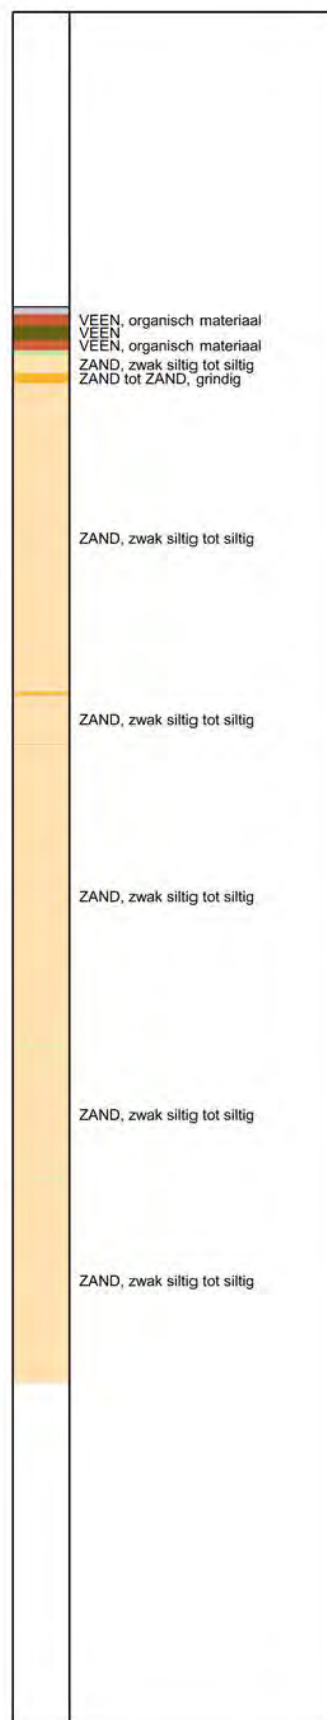 VEEN, organisch materiaal
VEEN
VEEN, organisch materiaal
ZAND, zwak siltig tot siltig
ZAND tot ZAND, grindig
ZAND, zwak siltig tot siltig
ZAND, zwak siltig tot siltig
ZAND, zwak siltig tot siltig
ZAND, zwak siltig tot siltig
ZAND, zwak siltig tot siltig